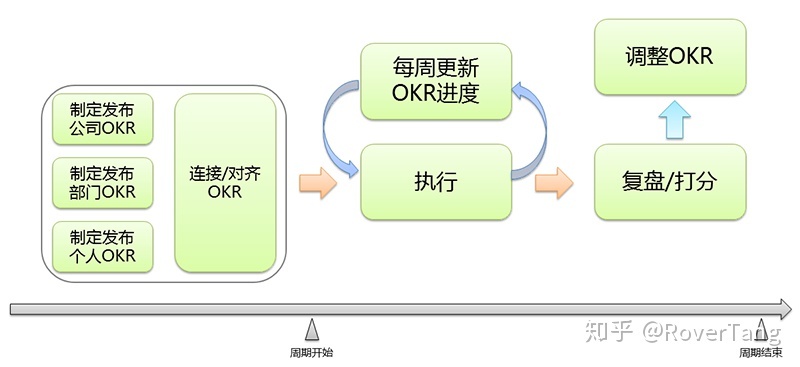 制定发布
公司OKR
制定发布
部门OKR
制定发布
个人OKR
连接/对齐
OKR
每周更新
OKR进度
执行
调整OKR
复盘/打分
知乎 @RoverTang
周期开始
周期结束